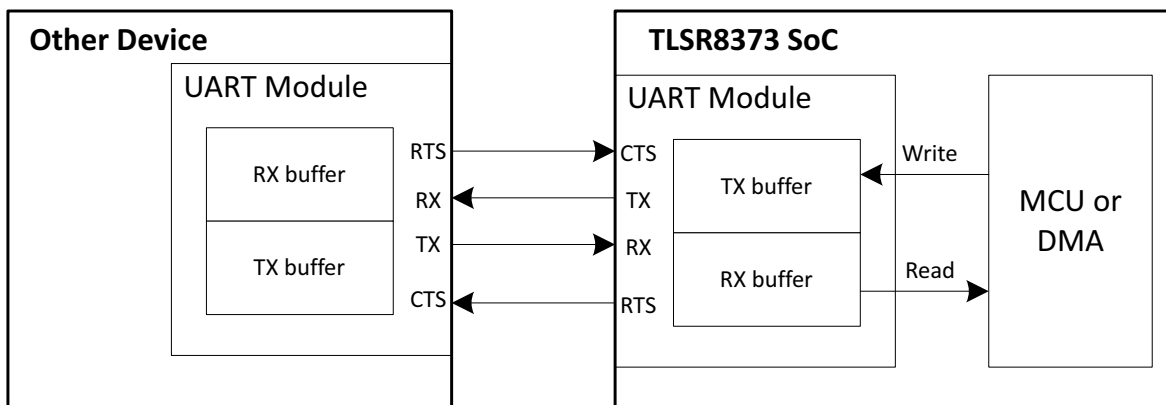 Other Device
UART Module
RX buffer
TX buffer
RTS
RX
TX
CTS
TLSR8373 SoC
UART Module
CTS
TX
RX
RTS
TX buffer
RX buffer
Write
Read
MCU or
DMA